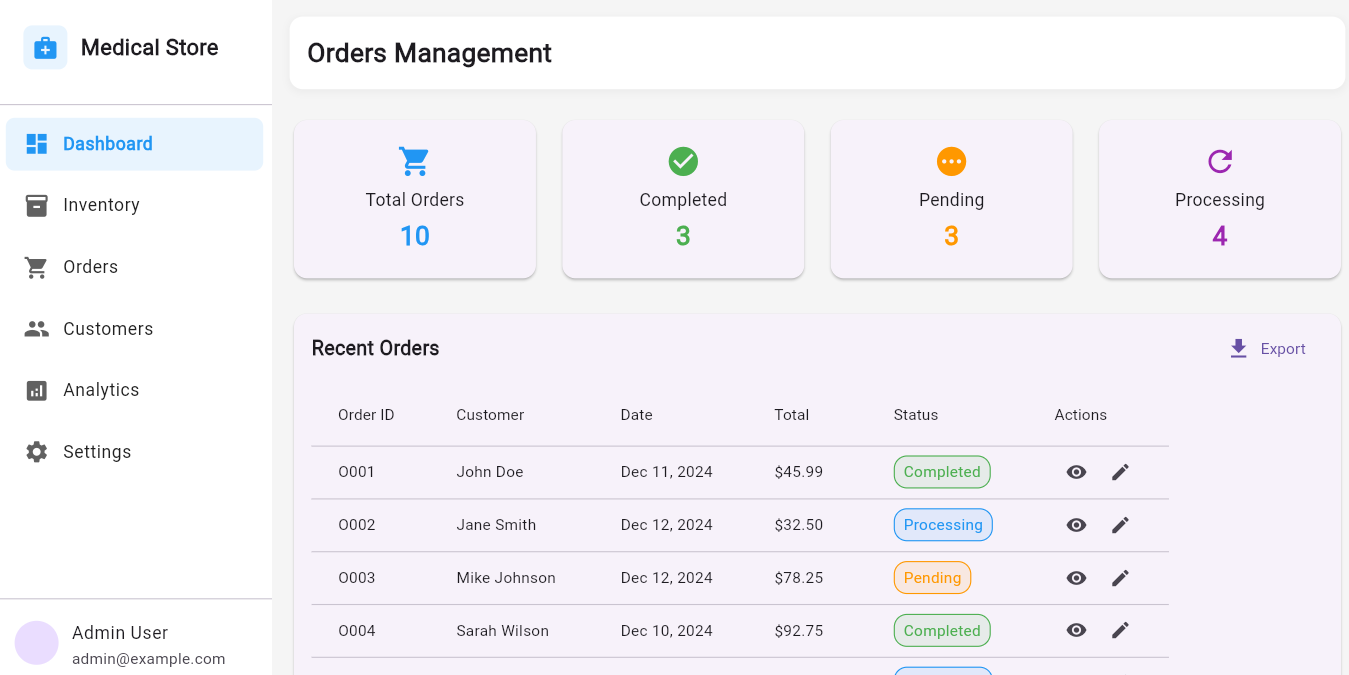 Medical Store
Dashboard
Inventory
Orders
Customers
Analytics
Settings
Admin User
admin@example.com
Orders Management
Total Orders
10
Completed
3
Pending
3
Processing
4
Recent Orders
Export
Order ID Customer Date Total Status Actions
O001 John Doe Dec 11, 2024 $45.99 Completed
O002 Jane Smith Dec 12, 2024 $32.50 Processing
O003 Mike Johnson Dec 12, 2024 $78.25 Pending
O004 Sarah Wilson Dec 10, 2024 $92.75 Completed